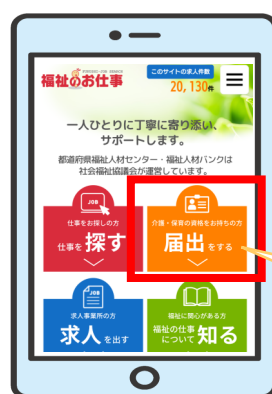 福祉のお仕事
このサイトの求人件数
20,130件
一人ひとりに丁寧に寄り添い、
サポートします。
都道府県福祉人材センター・福祉人材バンクは
社会福祉協議会が運営しています。
JOB
仕事をお探しの方
仕事を探す
介護・保育の資格をお持ちの方
届出をする
JOB
求人事業所の方
求人を出す
福祉に関心がある方
福祉の仕事
について知る